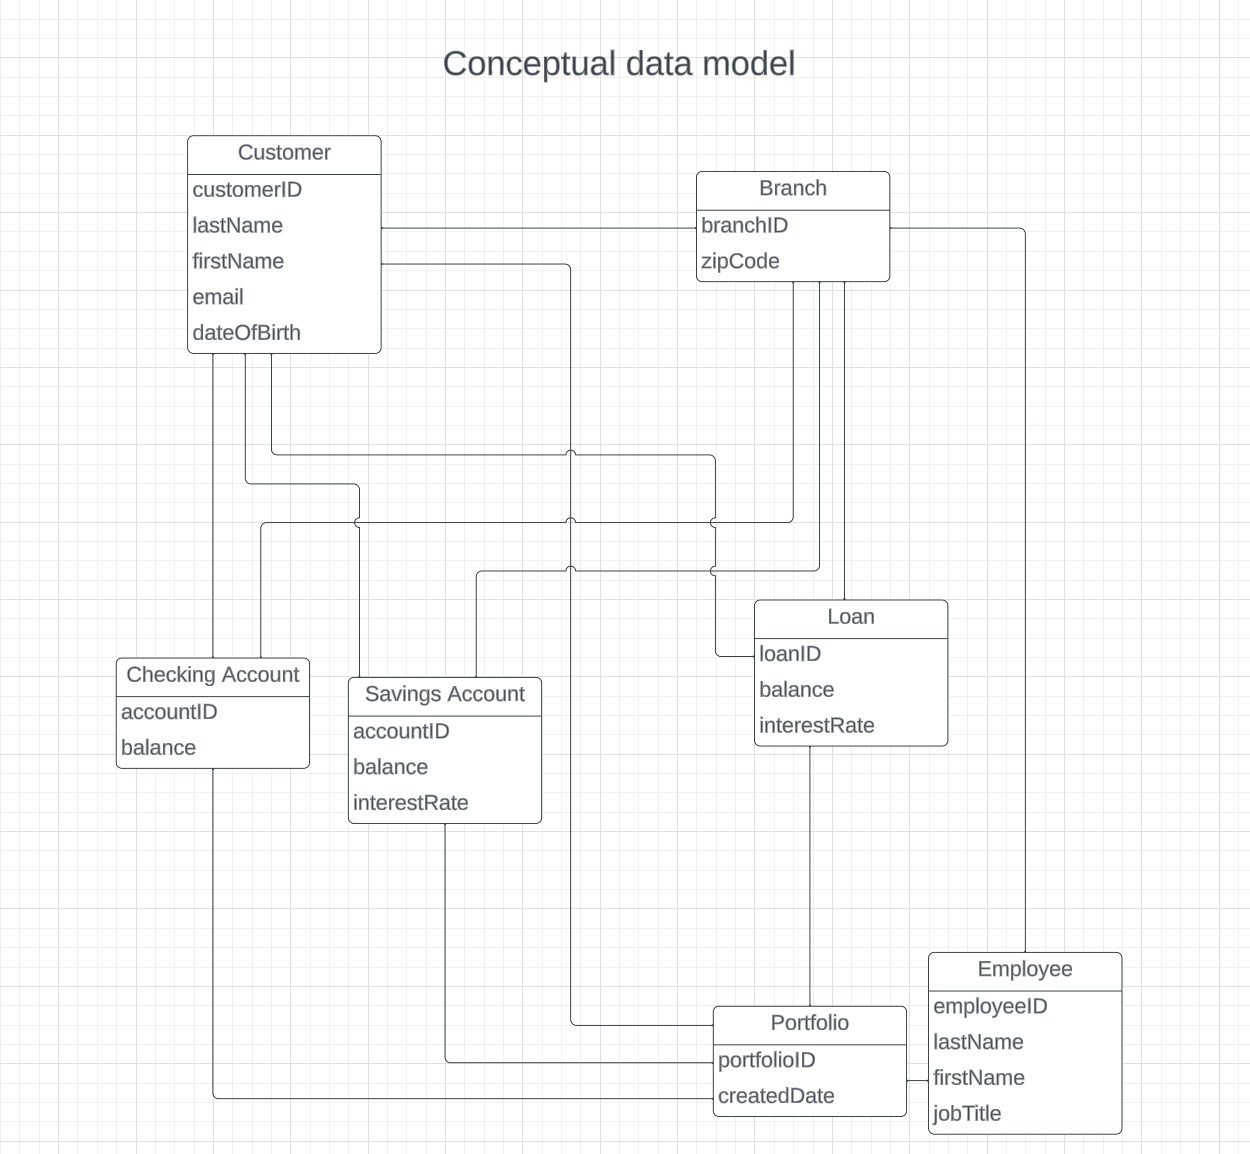 Conceptual data model
Customer
customerID
lastName
firstName
email
dateOfBirth
Branch
branchID
zipCode
Checking Account
accountID
balance
Savings Account
accountID
balance
interestRate
Loan
loanID
balance
interestRate
Portfolio
portfolioID
createdDate
Employee
employeeID
lastName
firstName
jobTitle